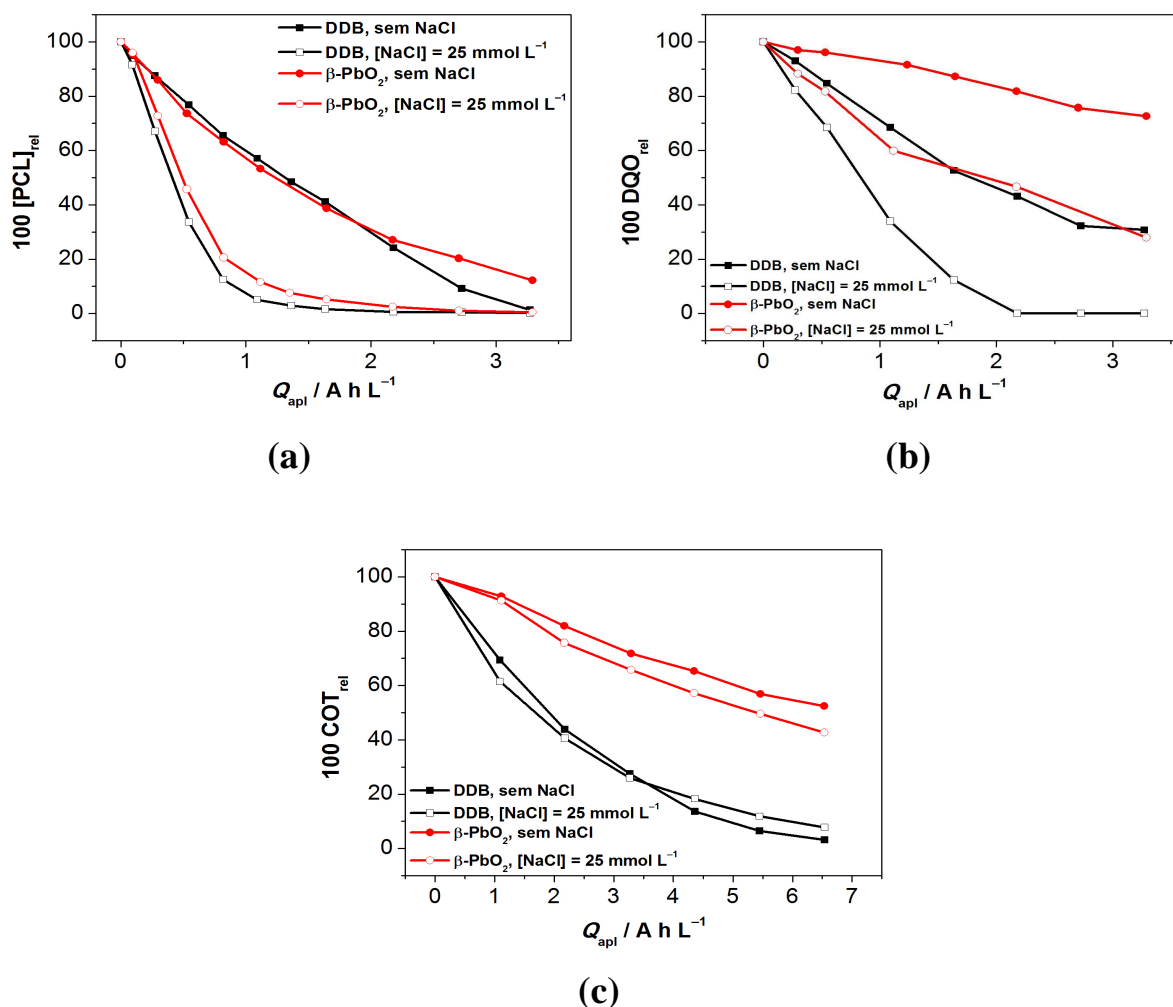 100 [PCL]rel
100
80
60
40
20
0
DDB, sem NaCl
DDB, [NaCl] = 25 mmol L⁻¹
β-PbO₂, sem NaCl
β-PbO₂, [NaCl] = 25 mmol L⁻¹
0 1 2 3
Qapl / A h L⁻¹
(a)
100 DQOrel
100
80
60
40
20
0
DDB, sem NaCl
DDB, [NaCl] = 25 mmol L⁻¹
β-PbO₂, sem NaCl
β-PbO₂, [NaCl] = 25 mmol L⁻¹
0 1 2 3
Qapl / A h L⁻¹
(b)
100 COTrel
100
80
60
40
20
0
DDB, sem NaCl
DDB, [NaCl] = 25 mmol L⁻¹
β-PbO₂, sem NaCl
β-PbO₂, [NaCl] = 25 mmol L⁻¹
0 1 2 3 4 5 6 7
Qapl / A h L⁻¹
(c)